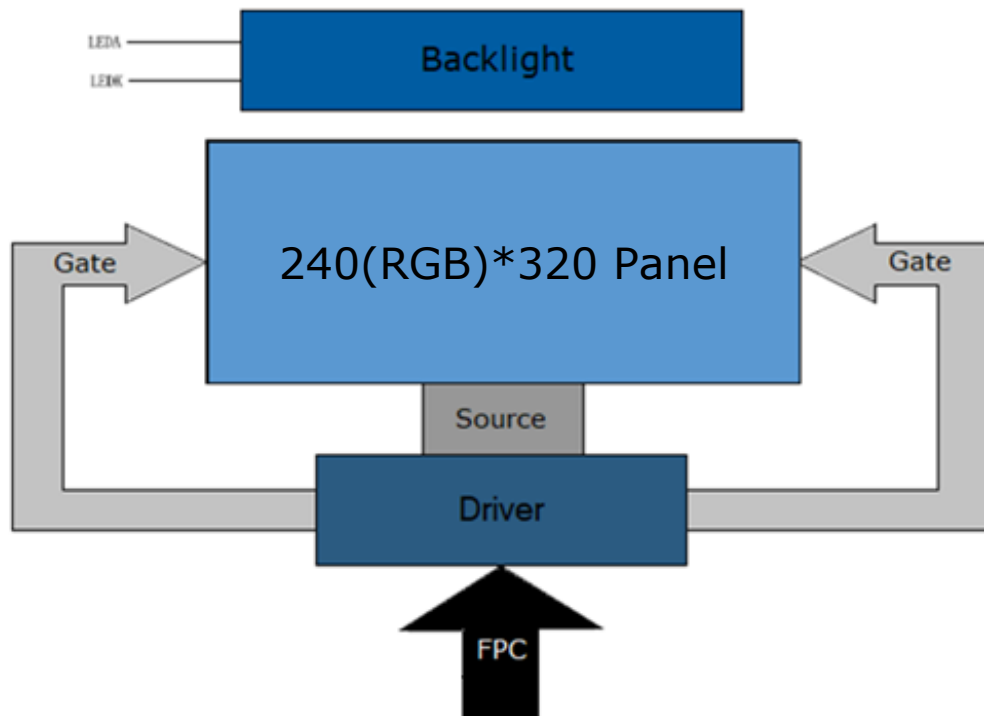 LEDA
LEDK
Backlight
240(RGB)*320 Panel
Gate
Gate
Source
Driver
FPC